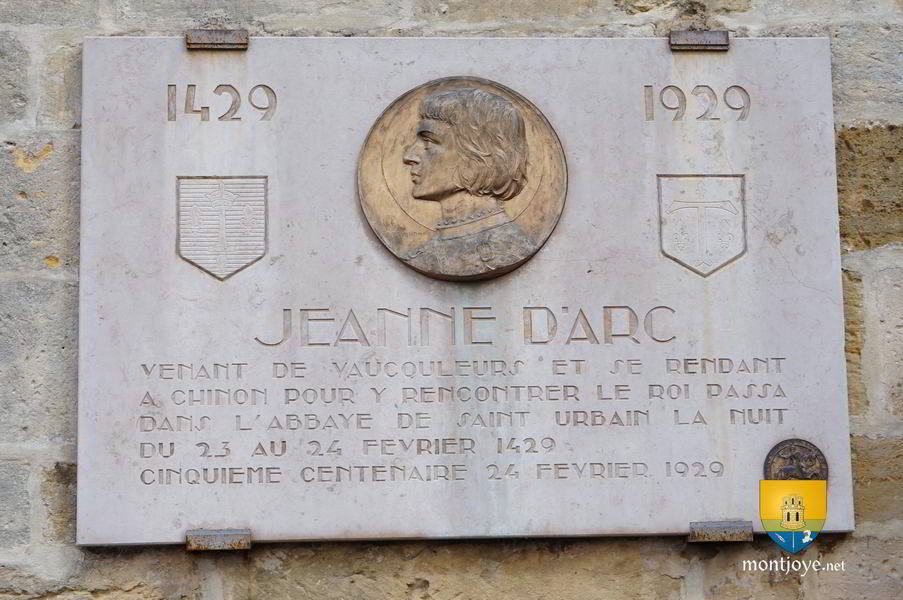 1429 1929
JEANNE D'ARC
VENANT DE VAUCOULEURS ET SE RENDANT
A CHINON POUR Y RENCONTRER LE ROI PASSA
DANS L'ABBAYE DE SAINT URBAIN LA NUIT
DU 23 AU 24 FEVRIER 1429
CINQUIEME CENTENAIRE 24 FEVRIER 1929
montjoye.net